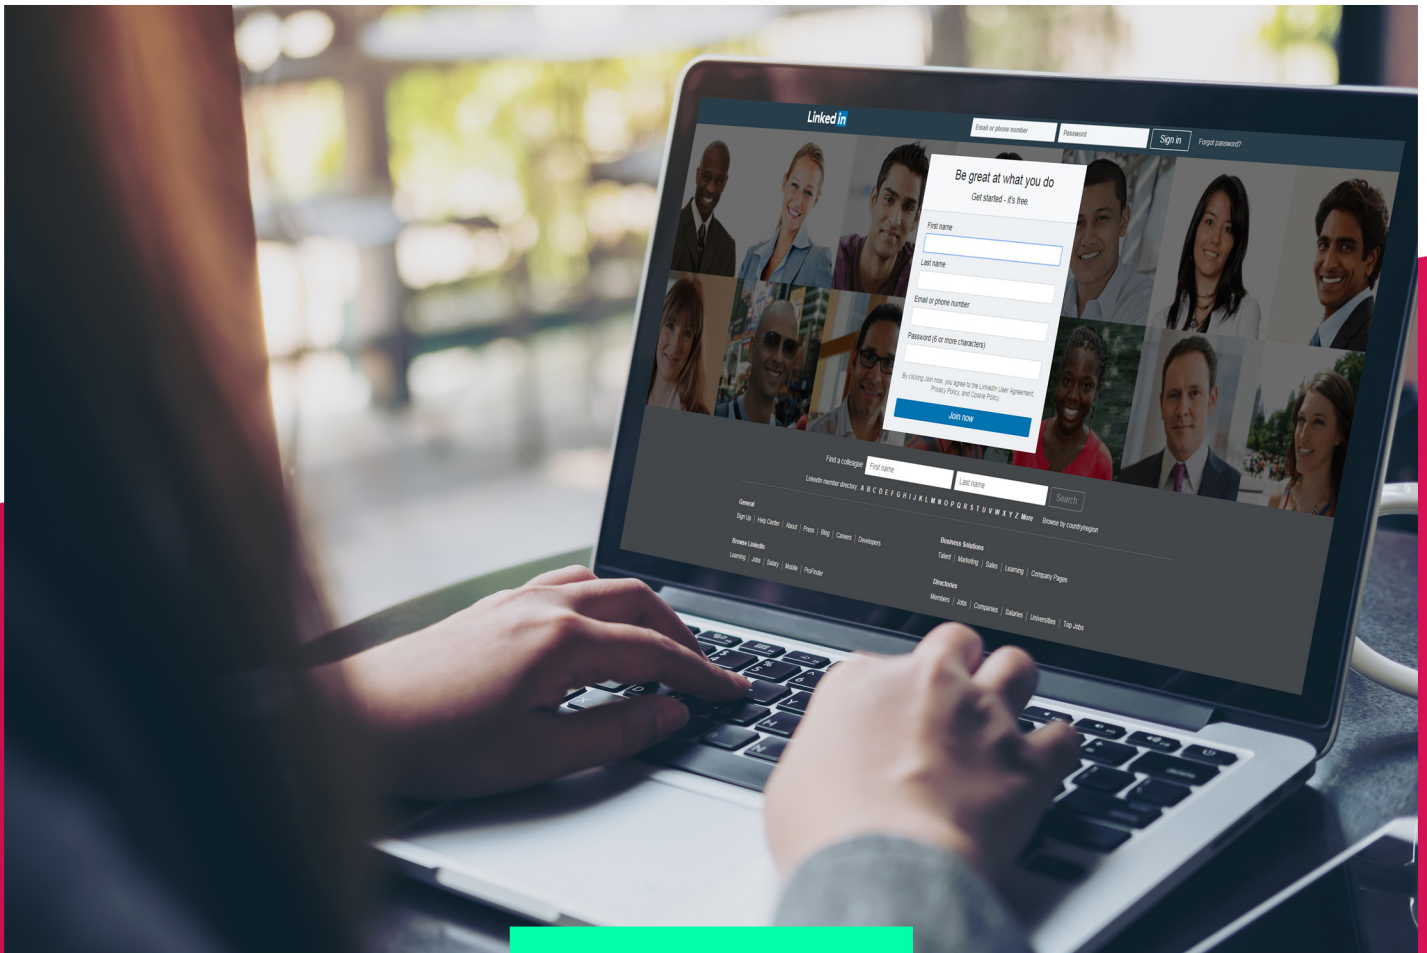 Linked in
Email or phone number Password Sign in Forgot password?
Be great at what you do
Get started - it's free.
First name
Last name
Email or phone number
Password (6 or more characters)
By clicking Join now, you agree to the LinkedIn User Agreement,
Privacy Policy, and Cookie Policy.
Join now
Find a colleague First name Last name Search
LinkedIn member directory: A B C D E F G H I J K L M N O P Q R S T U V W X Y Z More Browse by country/region
General
Sign Up | Help Center | About | Press | Blog | Careers | Developers
Browse LinkedIn
Learning | Jobs | Salary | Mobile | ProFinder
Business Solutions
Talent | Marketing | Sales | Learning | Company Pages
Directories
Members | Jobs | Companies | Salaries | Universities | Top Jobs